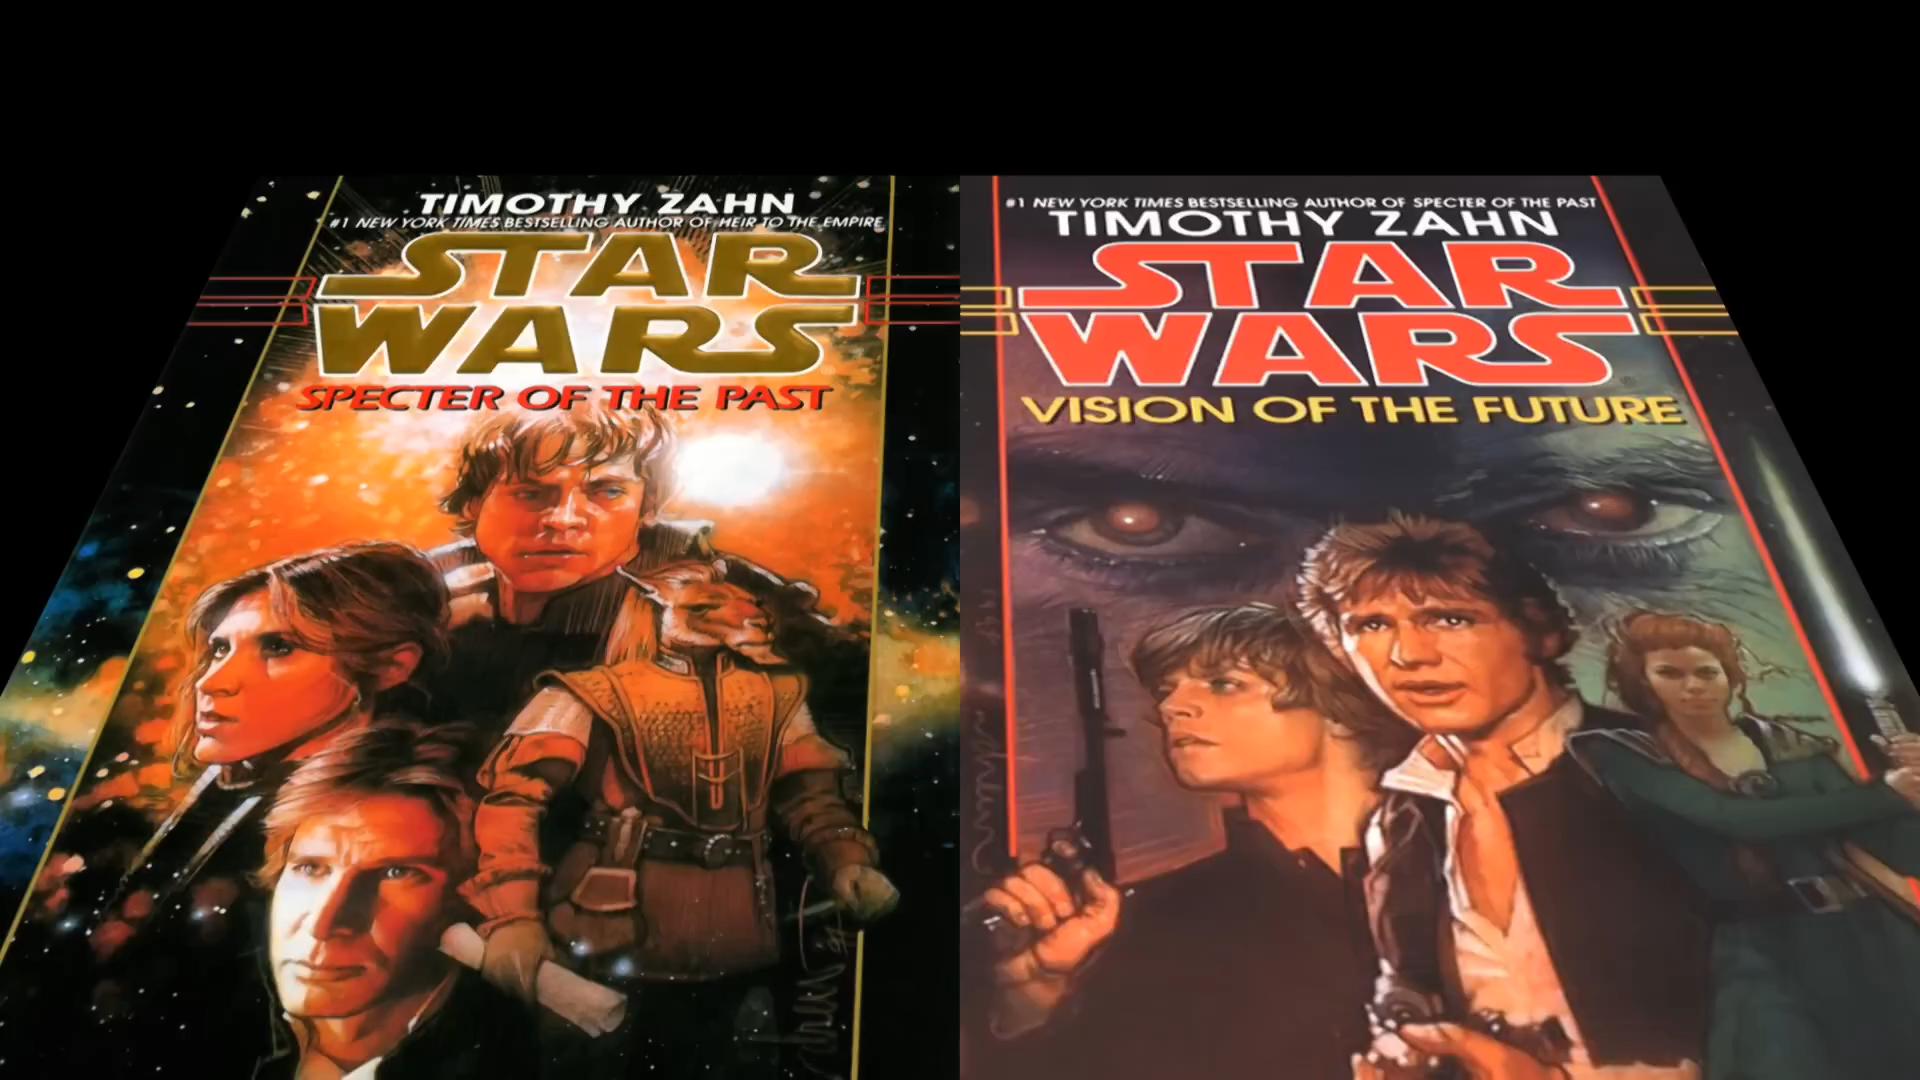 TIMOTHY ZAHN
#1 NEW YORK TIMES BESTSELLING AUTHOR OF HEIR TO THE EMPIRE
STAR
WARS
SPECTER OF THE PAST
#1 NEW YORK TIMES BESTSELLING AUTHOR OF SPECTER OF THE PAST
TIMOTHY ZAHN
STAR
WARS
VISION OF THE FUTURE